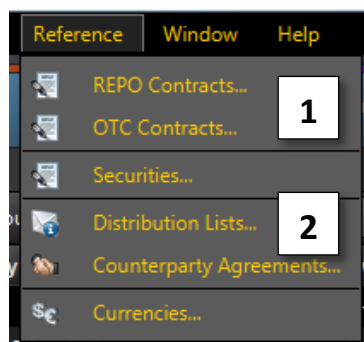 Reference Window Help
REPO Contracts...
1
OTC Contracts...
Securities...
Distribution Lists...
2
Counterparty Agreements...
$€ Currencies...